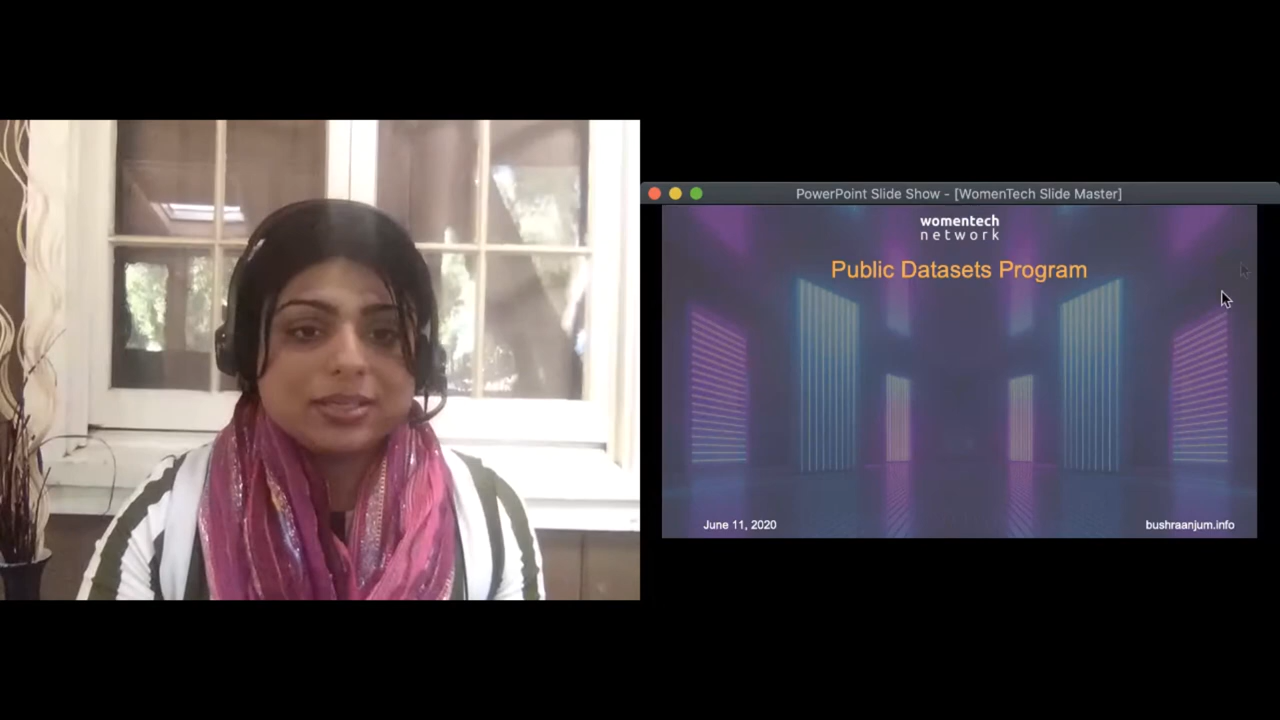 PowerPoint Slide Show - [WomenTech Slide Master]
womentech
network
Public Datasets Program
June 11, 2020
bushraanjum.info